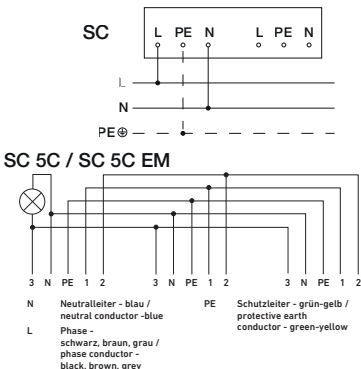 SC
L PE N L PE N
L
N
PE
SC 5C / SC 5C EM
3 N PE 1 2 3 N PE 1 2 3 N PE 1 2
N Neutralleiter - blau /
neutral conductor -blue
PE Schutzleiter - grün-gelb /
protective earth
conductor - green-yellow
L Phase -
schwarz, braun, grau /
phase conductor -
black, brown, grey